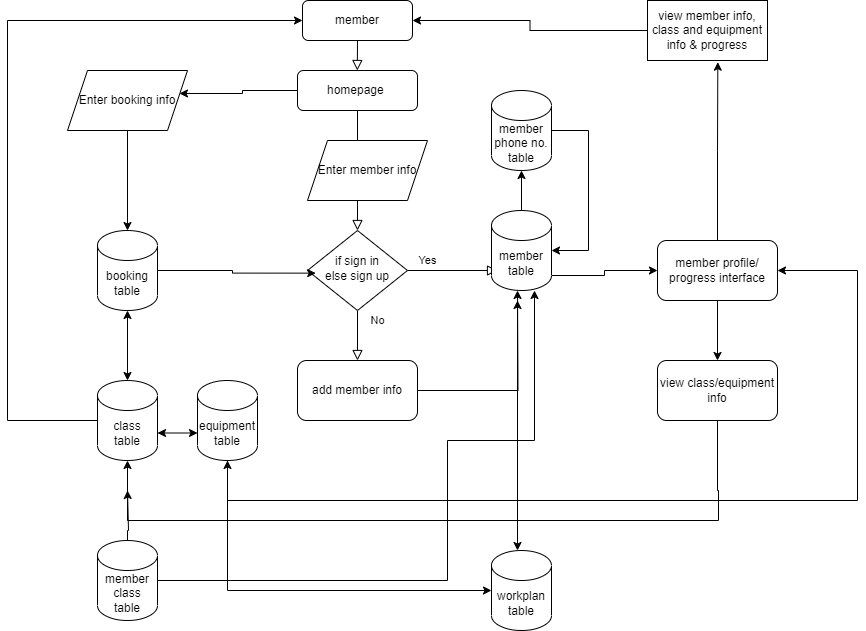 member
view member info,
class and equipment
info & progress
homepage
Enter booking info
member
phone no.
table
Enter member info
if sign in
else sign up
Yes
member
table
member profile/
progress interface
booking
table
No
add member info
view class/equipment
info
class
table
equipment
table
member
class
table
workplan
table